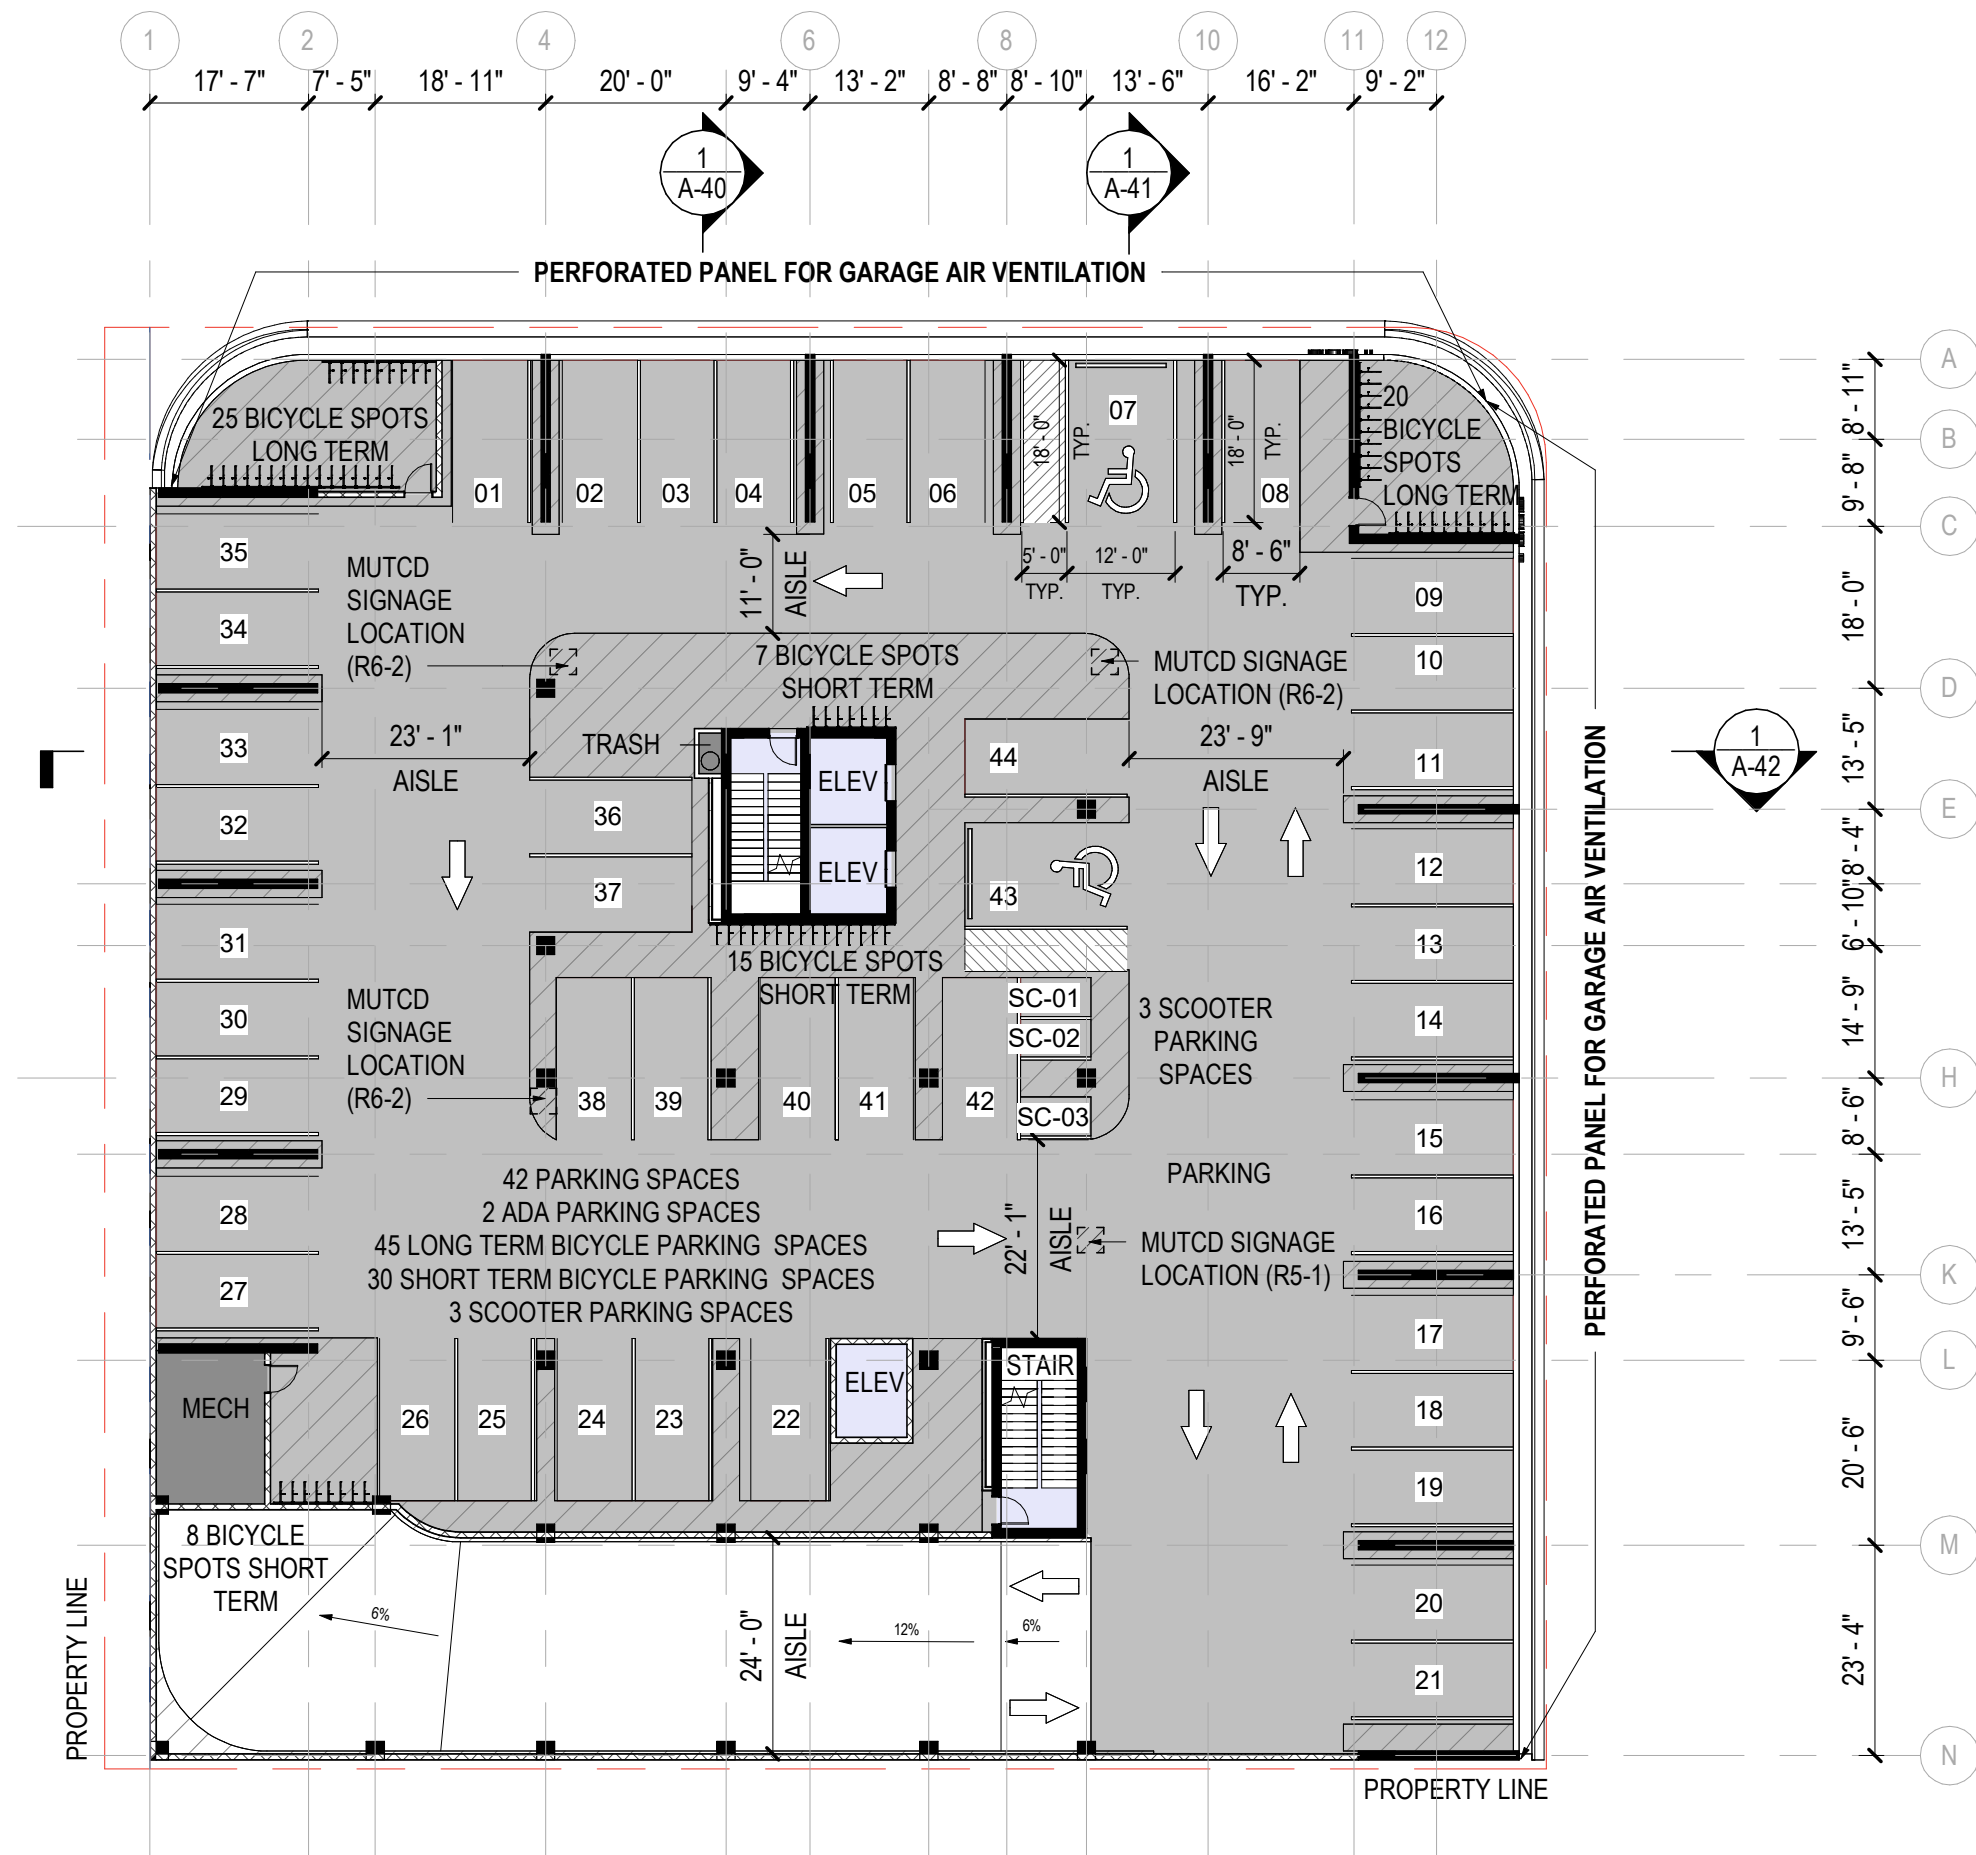 1 2 4 6 8 10 11 12
17' - 7" 7' - 5" 18' - 11" 20' - 0" 9' - 4" 13' - 2" 8' - 8" 8' - 10" 13' - 6" 16' - 2" 9' - 2"
1
A-40
1
A-41
PERFORATED PANEL FOR GARAGE AIR VENTILATION
A
8' - 11"
B
9' - 8"
C
18' - 0"
D
13' - 5"
E
8' - 4"
6' - 10"
14' - 9"
H
8' - 6"
13' - 5"
K
9' - 6"
L
20' - 6"
M
23' - 4"
N
25 BICYCLE SPOTS
LONG TERM
01
02
03
04
05
06
18' - 0"
TYP.
07
18' - 0"
TYP.
08
20
BICYCLE
SPOTS
LONG TERM
5' - 0"
TYP.
12' - 0"
TYP.
8' - 6"
TYP.
11' - 0"
AISLE
35
34
33
32
31
30
29
28
27
MUTCD
SIGNAGE
LOCATION
(R6-2)
7 BICYCLE SPOTS
SHORT TERM
MUTCD SIGNAGE
LOCATION (R6-2)
09
10
11
12
13
14
15
16
17
18
19
20
21
23' - 1"
AISLE
TRASH
ELEV
ELEV
44
43
23' - 9"
AISLE
1
A-42
36
37
15 BICYCLE SPOTS
SHORT TERM
MUTCD
SIGNAGE
LOCATION
(R6-2)
38
39
40
41
42
SC-01
SC-02
SC-03
3 SCOOTER
PARKING
SPACES
PERFORATED PANEL FOR GARAGE AIR VENTILATION
42 PARKING SPACES
2 ADA PARKING SPACES
45 LONG TERM BICYCLE PARKING SPACES
30 SHORT TERM BICYCLE PARKING SPACES
3 SCOOTER PARKING SPACES
22' - 1"
AISLE
PARKING
MUTCD SIGNAGE
LOCATION (R5-1)
MECH
26
25
24
23
22
ELEV
STAIR
8 BICYCLE
SPOTS SHORT
TERM
6%
12%
6%
24' - 0"
AISLE
PROPERTY LINE
PROPERTY LINE